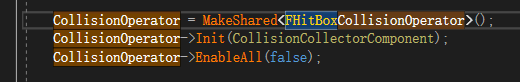 CollisionOperator = MakeShared<FHitBoxCollisionOperator>();
CollisionOperator->Init(CollisionCollectorComponent);
CollisionOperator->EnableAll(false);